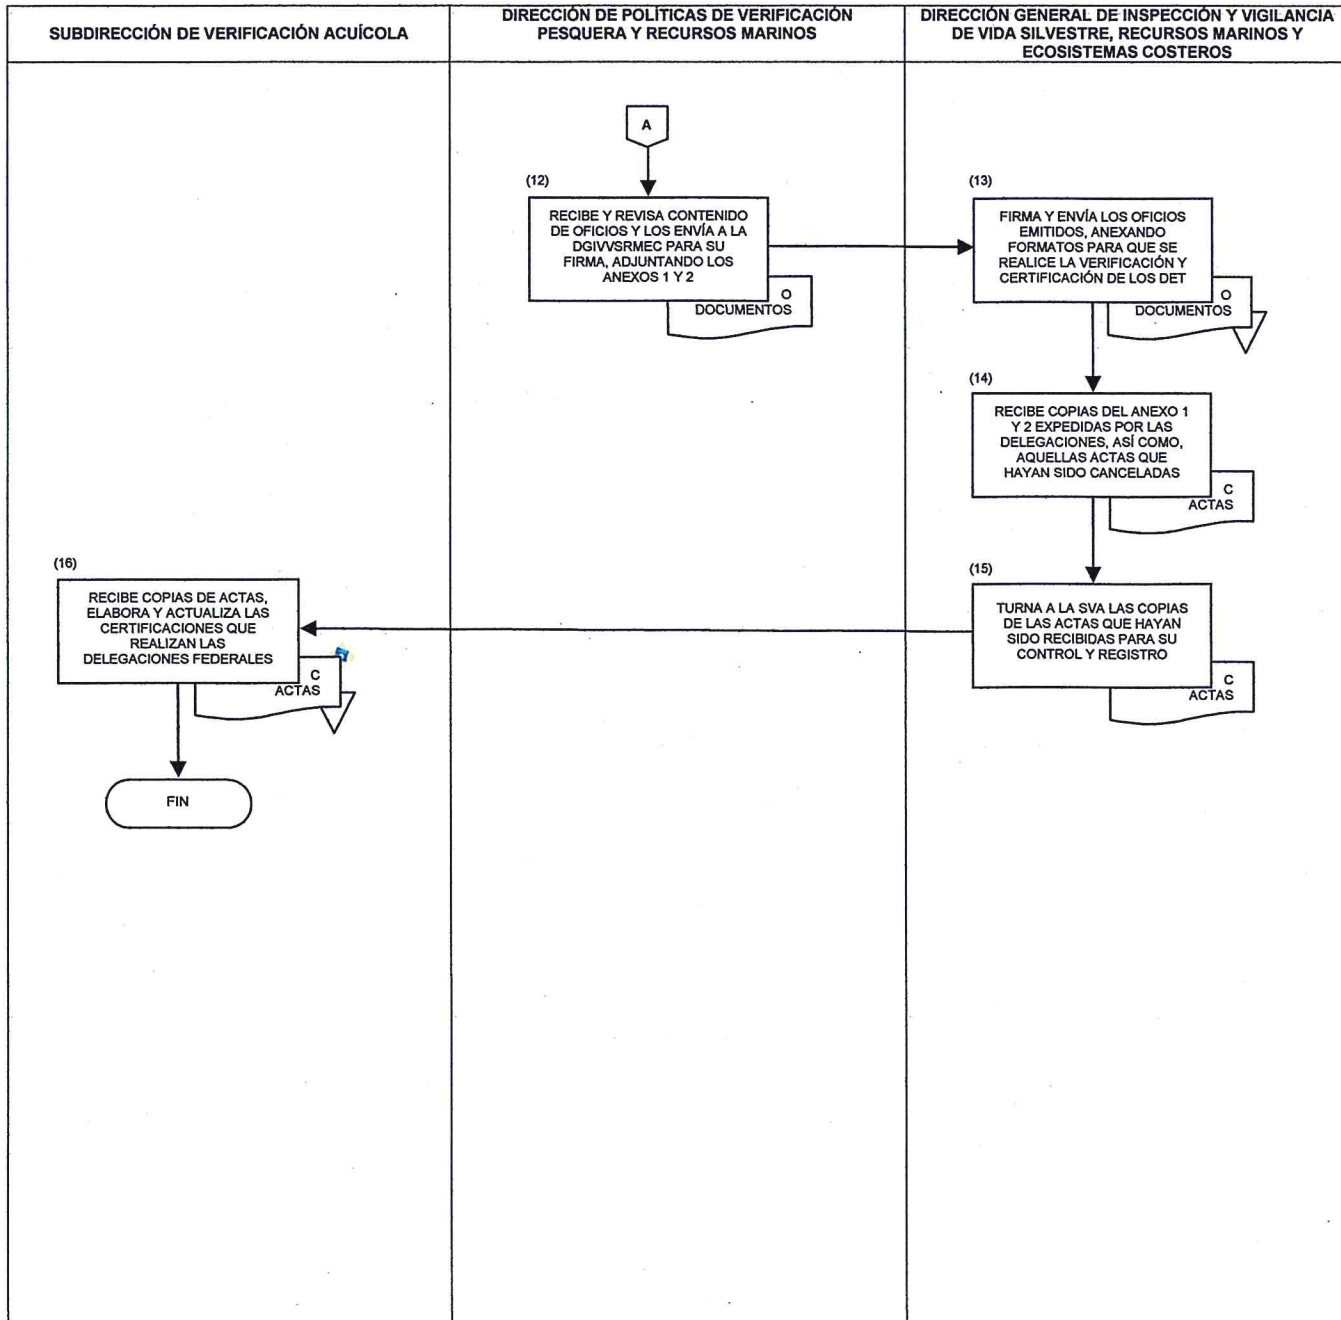 SUBDIRECCIÓN DE VERIFICACIÓN ACUÍCOLA
DIRECCIÓN DE POLÍTICAS DE VERIFICACIÓN
PESQUERA Y RECURSOS MARINOS
DIRECCIÓN GENERAL DE INSPECCIÓN Y VIGILANCIA
DE VIDA SILVESTRE, RECURSOS MARINOS Y
ECOSISTEMAS COSTEROS
A
(12)
RECIBE Y REVISA CONTENIDO
DE OFICIOS Y LOS ENVÍA A LA
DGIVVSRMEC PARA SU
FIRMA, ADJUNTANDO LOS
ANEXOS 1 Y 2
O
DOCUMENTOS
(13)
FIRMA Y ENVÍA LOS OFICIOS
EMITIDOS, ANEXANDO
FORMATOS PARA QUE SE
REALICE LA VERIFICACIÓN Y
CERTIFICACIÓN DE LOS DET
O
DOCUMENTOS
(14)
RECIBE COPIAS DEL ANEXO 1
Y 2 EXPEDIDAS POR LAS
DELEGACIONES, ASÍ COMO,
AQUELLAS ACTAS QUE
HAYAN SIDO CANCELADAS
C
ACTAS
(15)
TURNA A LA SVA LAS COPIAS
DE LAS ACTAS QUE HAYAN
SIDO RECIBIDAS PARA SU
CONTROL Y REGISTRO
C
ACTAS
(16)
RECIBE COPIAS DE ACTAS,
ELABORA Y ACTUALIZA LAS
CERTIFICACIONES QUE
REALIZAN LAS
DELEGACIONES FEDERALES
C
ACTAS
FIN